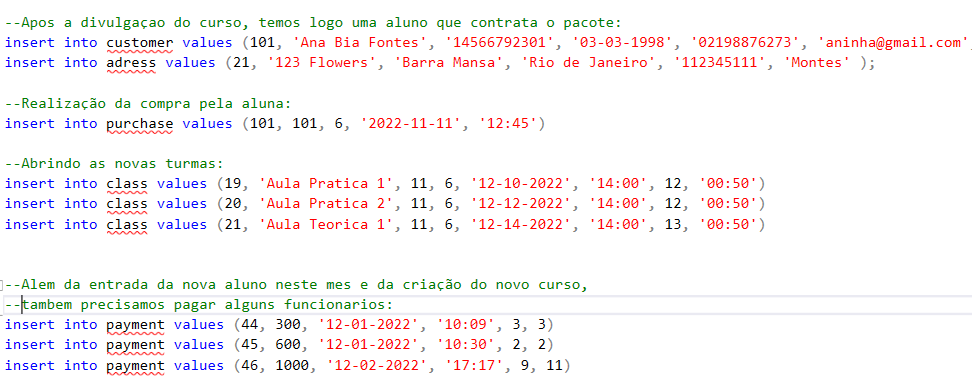 --Apos a divulgaçao do curso, temos logo uma aluno que contrata o pacote:
insert into customer values (101, 'Ana Bia Fontes', '14566792301', '03-03-1998', '02198876273', 'aninha@gmail.com',
insert into adress values (21, '123 Flowers', 'Barra Mansa', 'Rio de Janeiro', '112345111', 'Montes' );
--Realização da compra pela aluna:
insert into purchase values (101, 101, 6, '2022-11-11', '12:45')
--Abrindo as novas turmas:
insert into class values (19, 'Aula Pratica 1', 11, 6, '12-10-2022', '14:00', 12, '00:50')
insert into class values (20, 'Aula Pratica 2', 11, 6, '12-12-2022', '14:00', 12, '00:50')
insert into class values (21, 'Aula Teorica 1', 11, 6, '12-14-2022', '14:00', 13, '00:50')
--Alem da entrada da nova aluno neste mes e da criação do novo curso,
--tambem precisamos pagar alguns funcionarios:
insert into payment values (44, 300, '12-01-2022', '10:09', 3, 3)
insert into payment values (45, 600, '12-01-2022', '10:30', 2, 2)
insert into payment values (46, 1000, '12-02-2022', '17:17', 9, 11)